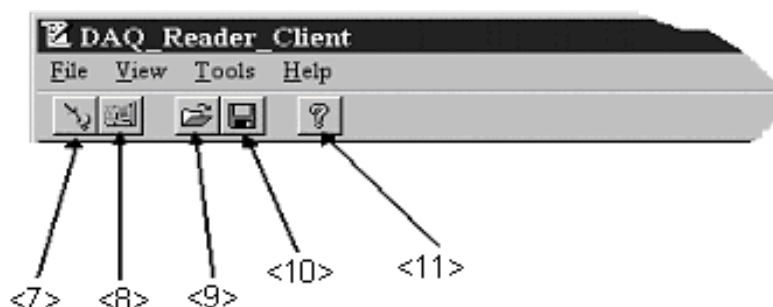 DAQ_Reader_Client
File View Tools Help
<7> <8> <9> <10> <11>